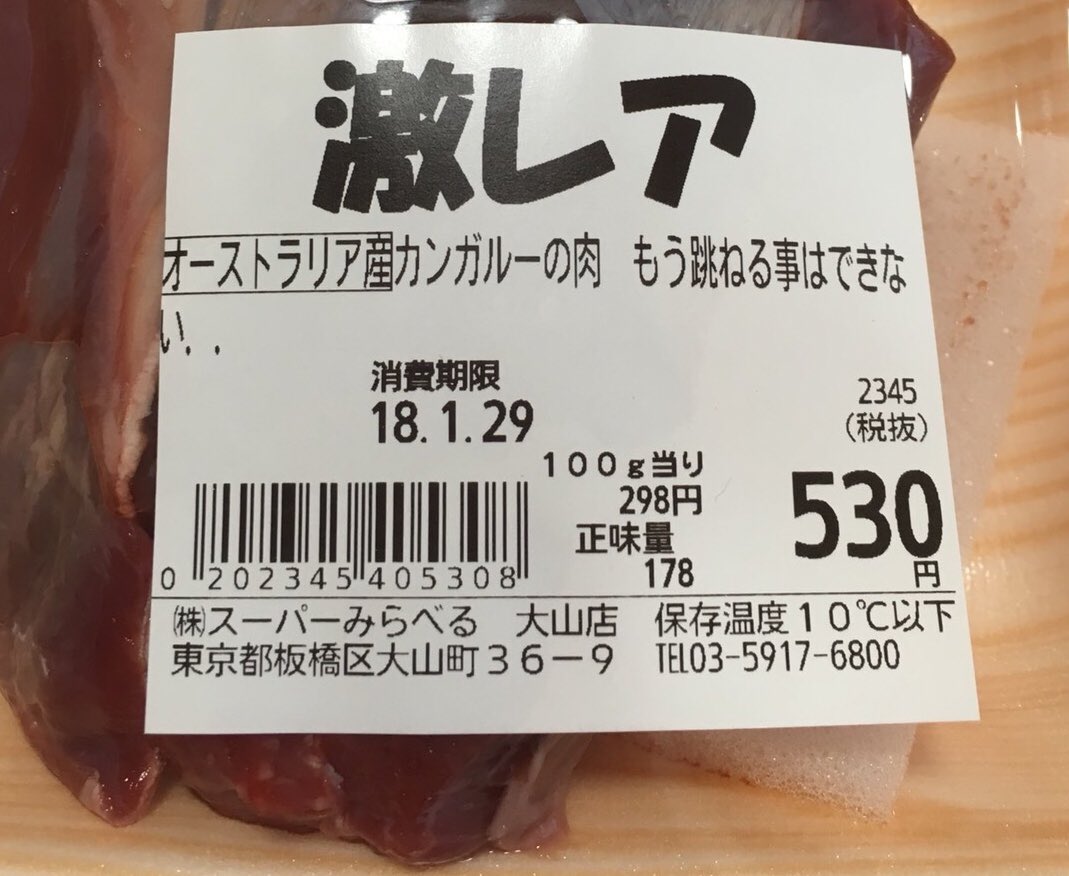 激レア
オーストラリア産カンガルーの肉　もう跳ねる事はできな
い．．
消費期限
18.1.29
2345
(税抜)
100g当り
298円
正味量
178
530
円
0 202345 405308
㈱スーパーみらべる　大山店　保存温度10℃以下
東京都板橋区大山町36－9　TEL03-5917-6800